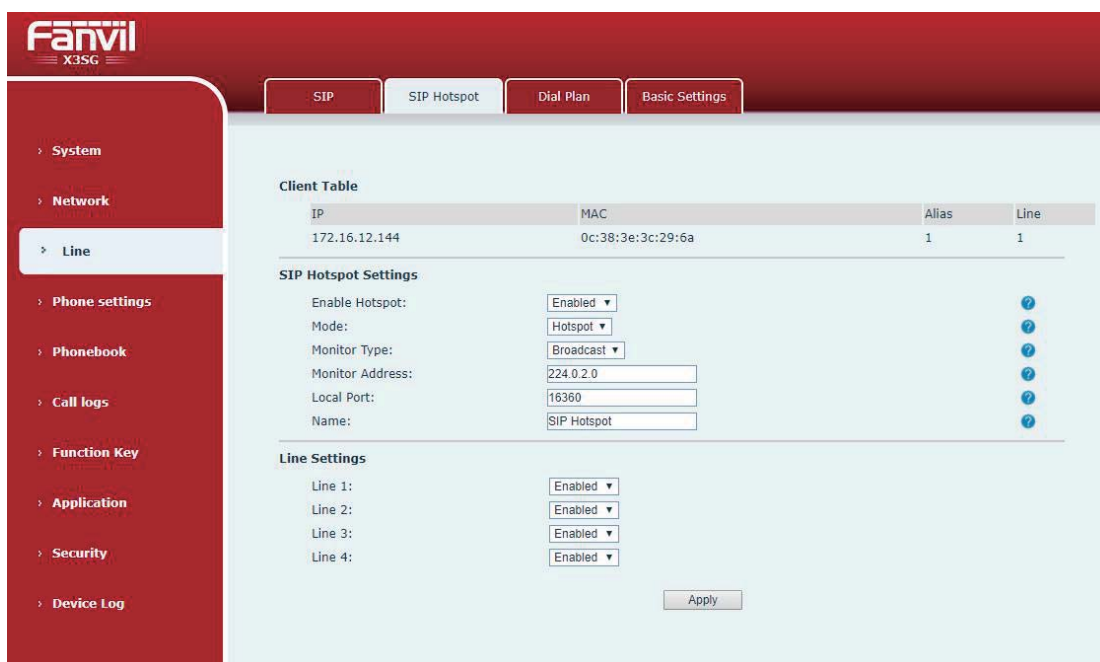 Fanvil
X3SG
SIP
SIP Hotspot
Dial Plan
Basic Settings
› System
› Network
› Line
› Phone settings
› Phonebook
› Call logs
› Function Key
› Application
› Security
› Device Log
Client Table
IP MAC Alias Line
172.16.12.144 0c:38:3e:3c:29:6a 1 1
SIP Hotspot Settings
Enable Hotspot: Enabled ▼ ?
Mode: Hotspot ▼ ?
Monitor Type: Broadcast ▼ ?
Monitor Address: 224.0.2.0 ?
Local Port: 16360 ?
Name: SIP Hotspot ?
Line Settings
Line 1: Enabled ▼
Line 2: Enabled ▼
Line 3: Enabled ▼
Line 4: Enabled ▼
Apply